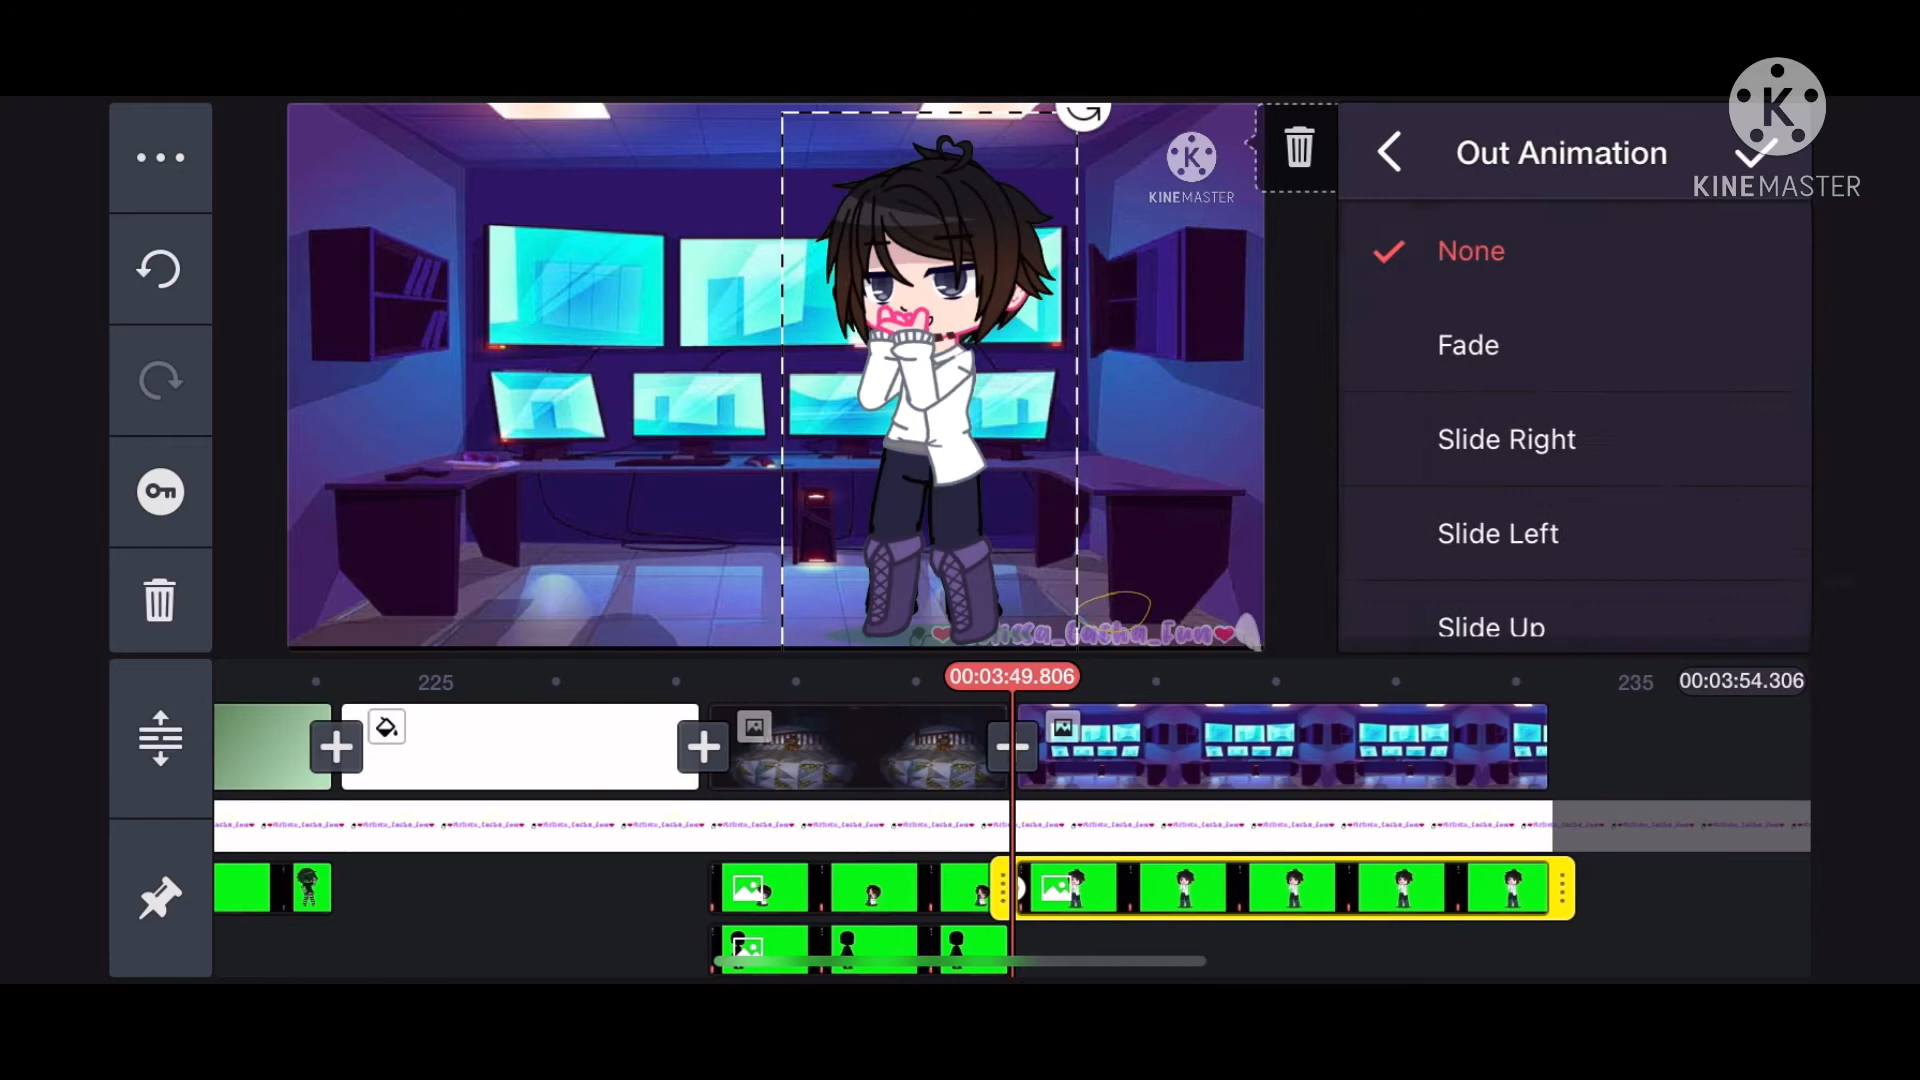 K
KINEMASTER
Out Animation
K
KINEMASTER
None
Fade
Slide Right
Slide Left
Slide Up
225
00:03:49.806
235
00:03:54.306